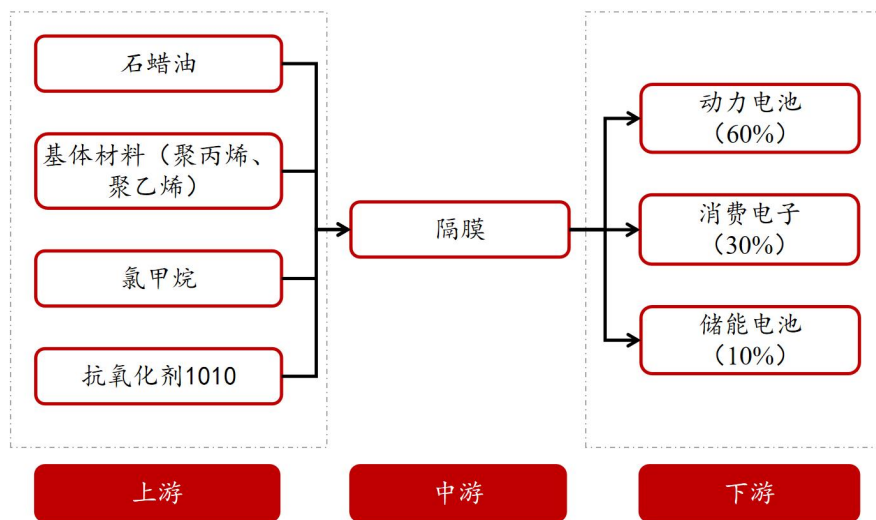 石蜡油
基体材料（聚丙烯、
聚乙烯）
氯甲烷
抗氧化剂1010
隔膜
动力电池
（60%）
消费电子
（30%）
储能电池
（10%）
上游
中游
下游